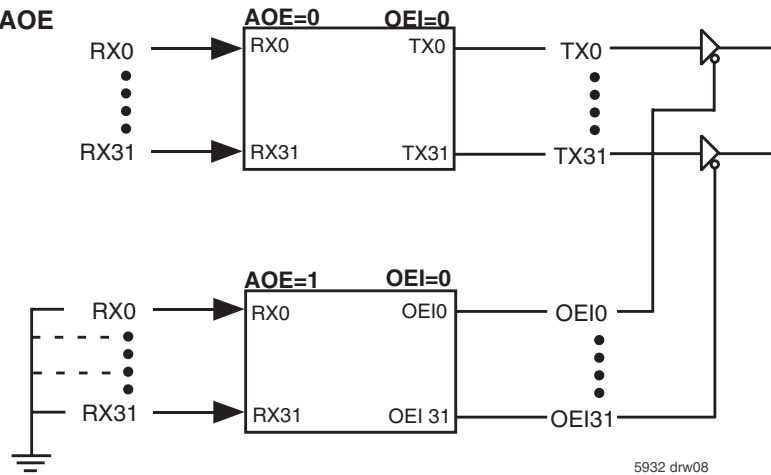 AOE
AOE=0 OEI=0
RX0 RX0 TX0 TX0
RX31 RX31 TX31 TX31
AOE=1 OEI=0
RX0 RX0 OEI0 OEI0
RX31 RX31 OEI 31 OEI31
5932 drw08